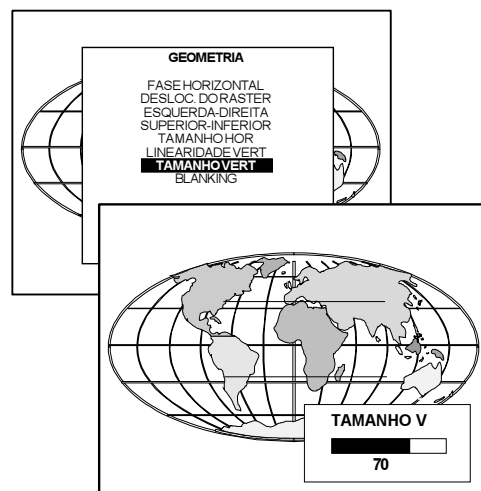 GEOMETRIA
FASE HORIZONTAL
DESLOC. DO RASTER
ESQUERDA-DIREITA
SUPERIOR-INFERIOR
TAMANHO HOR
LINEARIDADE VERT
TAMANHO VERT
BLANKING
TAMANHO V
70